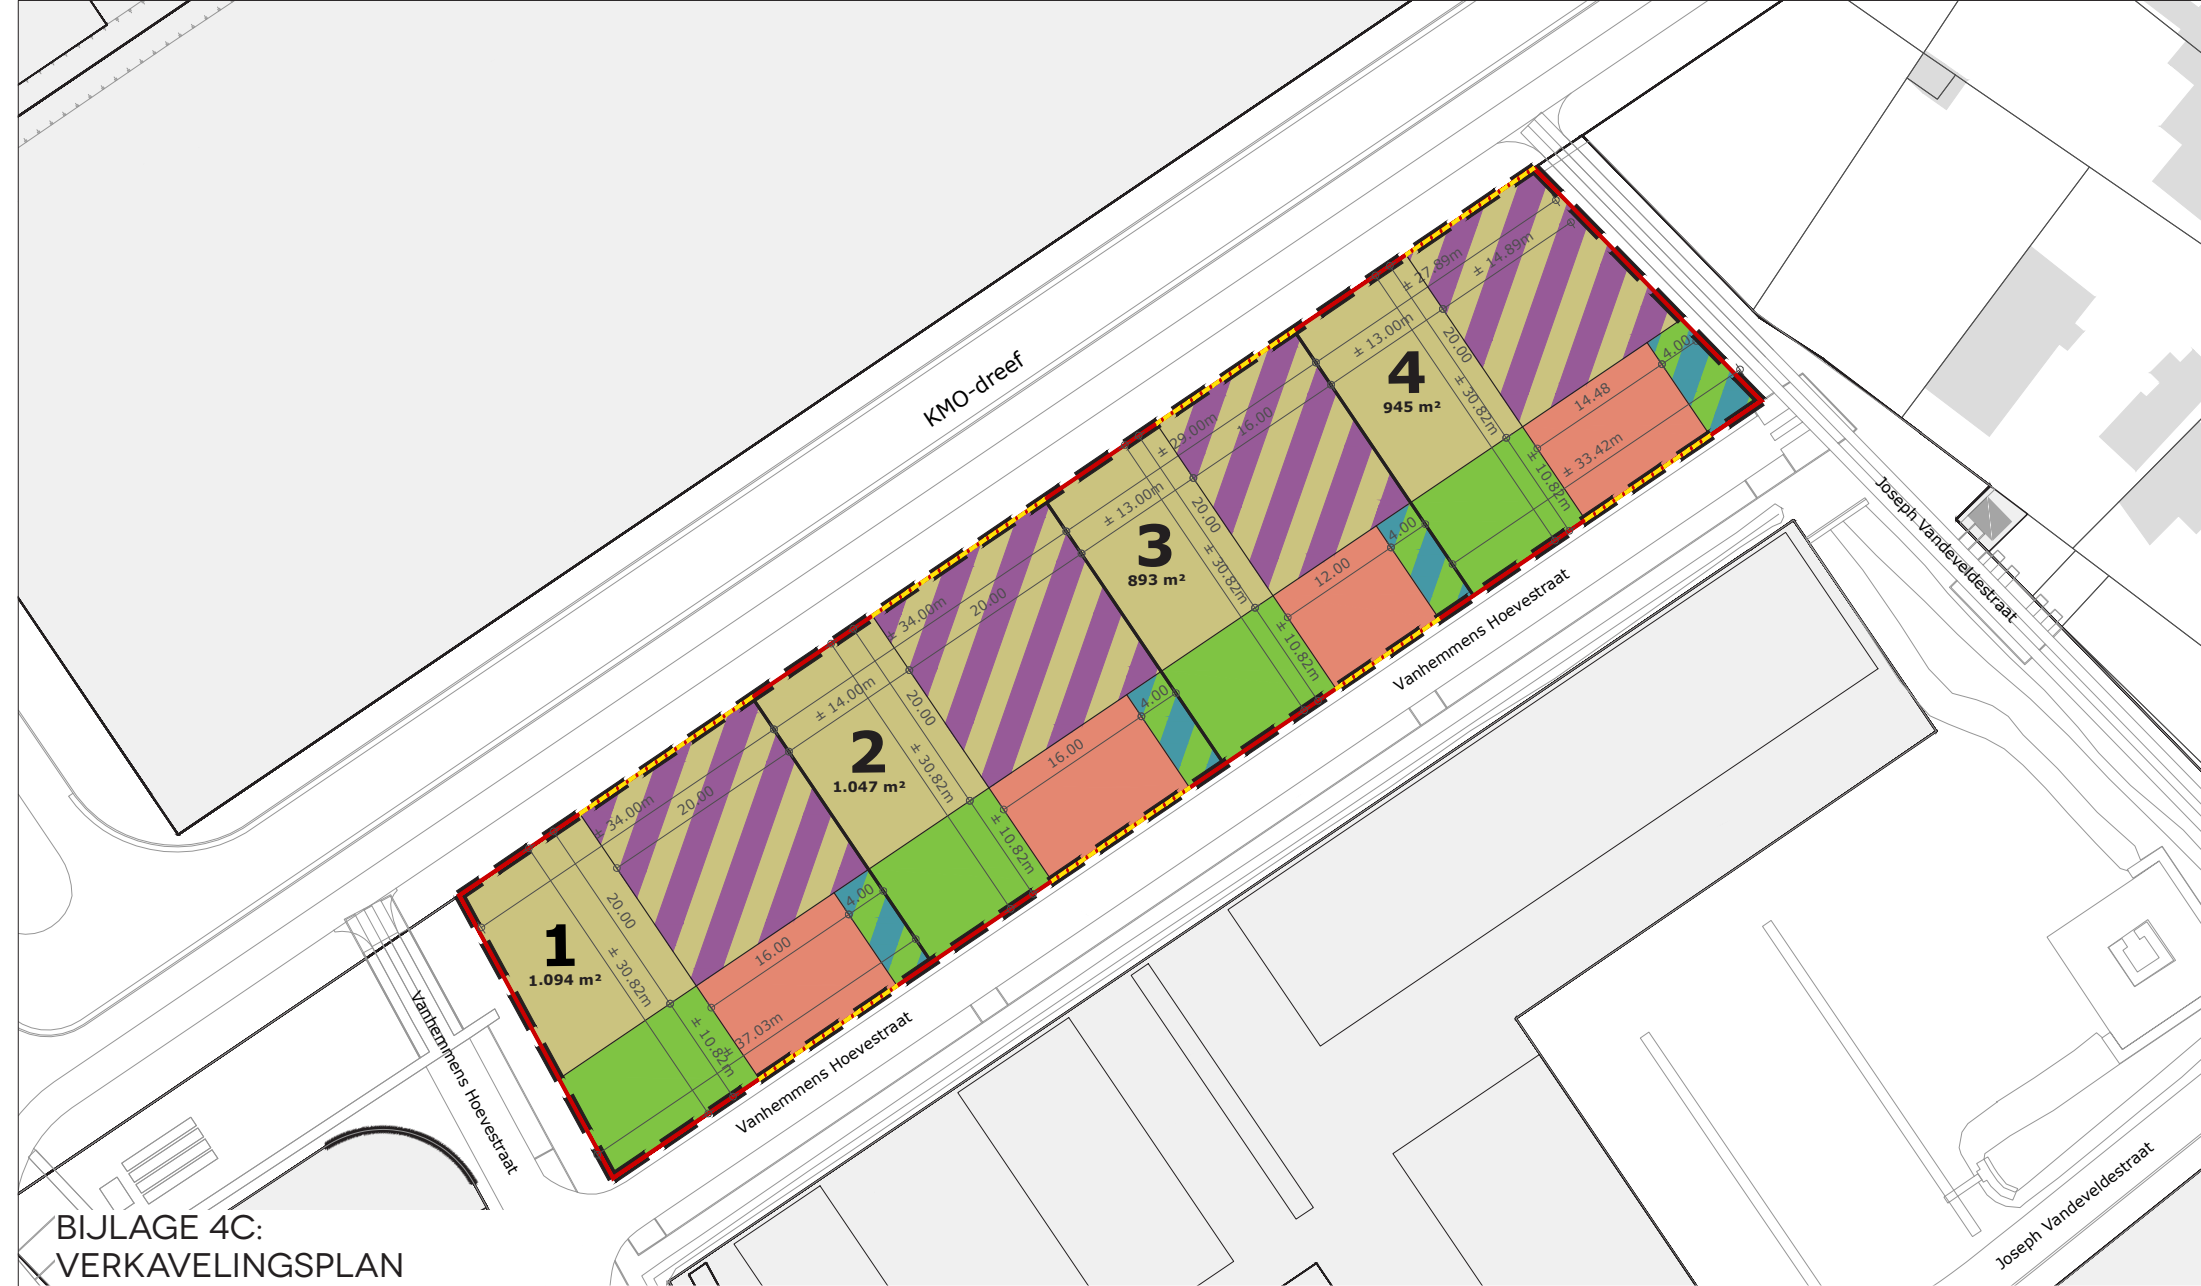 KMO-dreef
± 27.89m
± 14.89m
± 13.00m
20.00
± 30.82m
4
945 m²
4.00
14.48
± 33.42m
± 10.82m
± 29.00m
16.00
± 13.00m
20.00
± 30.82m
3
893 m²
4.00
12.00
± 10.82m
± 34.00m
20.00
± 14.00m
20.00
± 30.82m
2
1.047 m²
4.00
16.00
± 10.82m
± 34.00m
20.00
20.00
± 30.82m
1
1.094 m²
4.00
16.00
± 37.03m
± 10.82m
Joseph Vandeveldestraat
Vanhemmens Hoevestraat
Vanhemmens Hoevestraat
Vanhemmens Hoevestraat
Joseph Vandeveldestraat
BIJLAGE 4C:
VERKAVELINGSPLAN